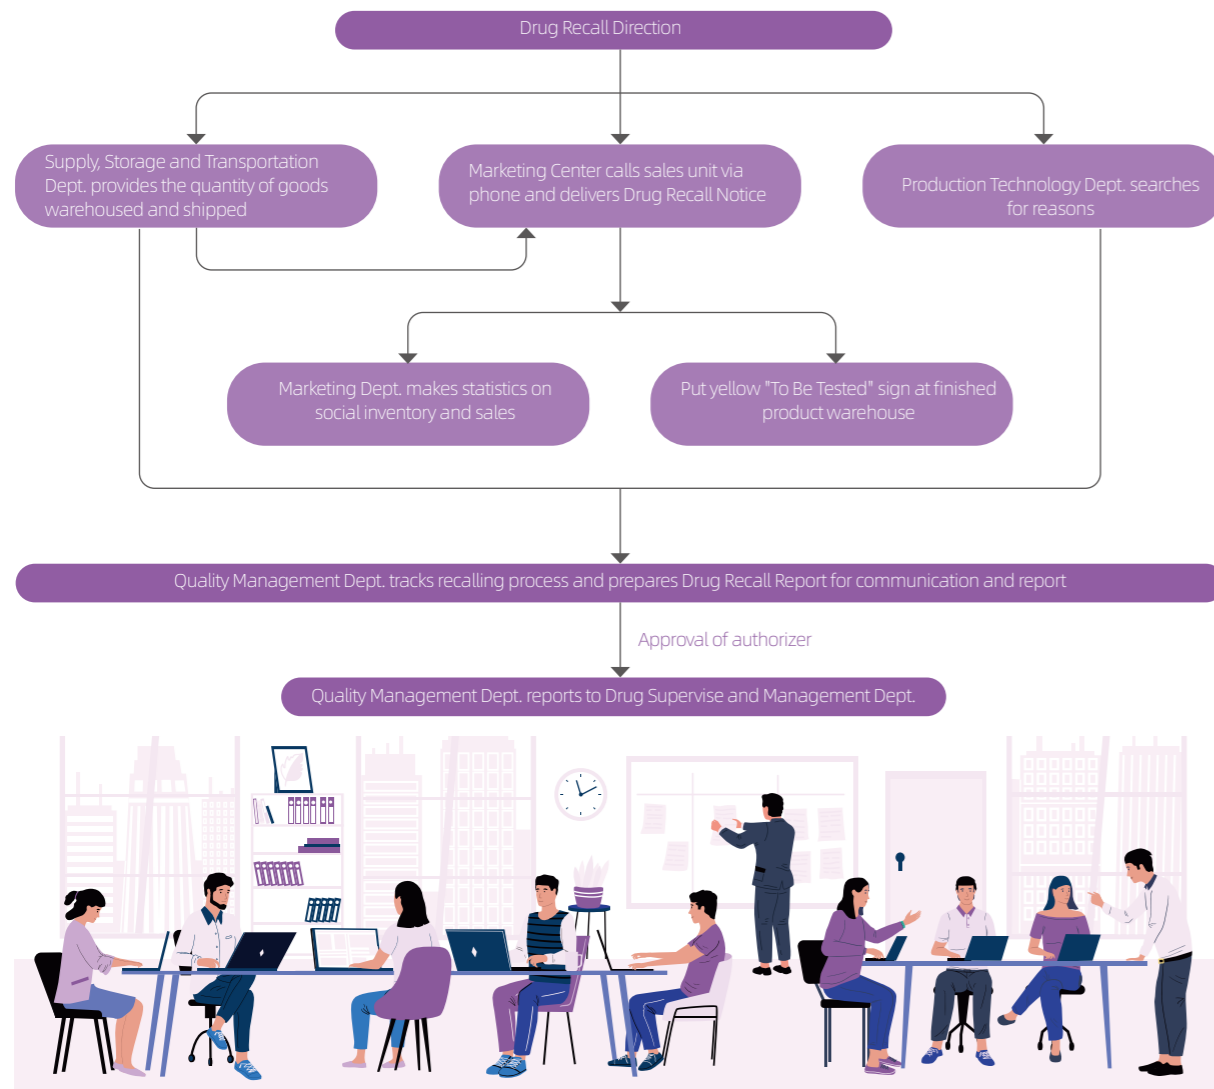 Drug Recall Direction
Supply, Storage and Transportation
Dept. provides the quantity of goods
warehoused and shipped
Marketing Center calls sales unit via
phone and delivers Drug Recall Notice
Production Technology Dept. searches
for reasons
Marketing Dept. makes statistics on
social inventory and sales
Put yellow "To Be Tested" sign at finished
product warehouse
Quality Management Dept. tracks recalling process and prepares Drug Recall Report for communication and report
Approval of authorizer
Quality Management Dept. reports to Drug Supervise and Management Dept.